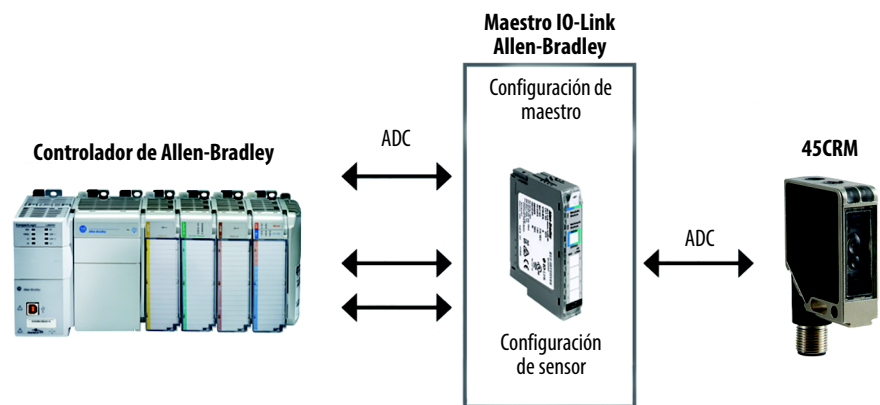 Maestro IO-Link
Allen-Bradley
Configuración de
maestro
ADC
Controlador de Allen-Bradley
45CRM
ADC
Configuración
de sensor